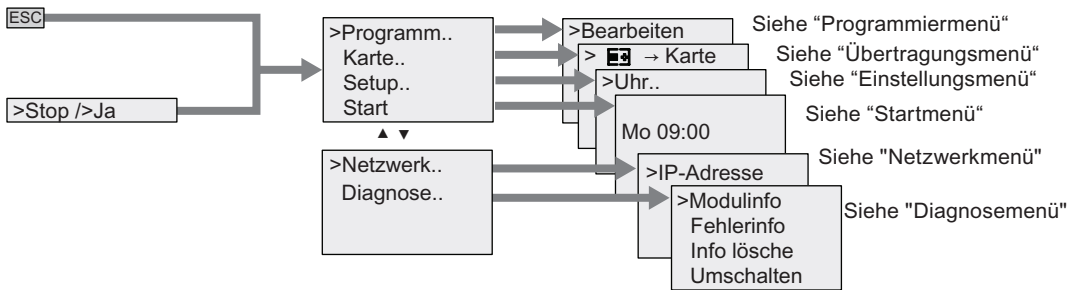 ESC
>Stop />Ja
>Programm..
Karte..
Setup..
Start
▲ ▼
>Netzwerk..
Diagnose..
>Bearbeiten
> → Karte
>Uhr..
Mo 09:00
>IP-Adresse
>Modulinfo
Fehlerinfo
Info lösche
Umschalten
Siehe “Programmiermenü“
Siehe “Übertragungsmenü“
Siehe “Einstellungsmenü“
Siehe “Startmenü“
Siehe "Netzwerkmenü"
Siehe "Diagnosemenü"